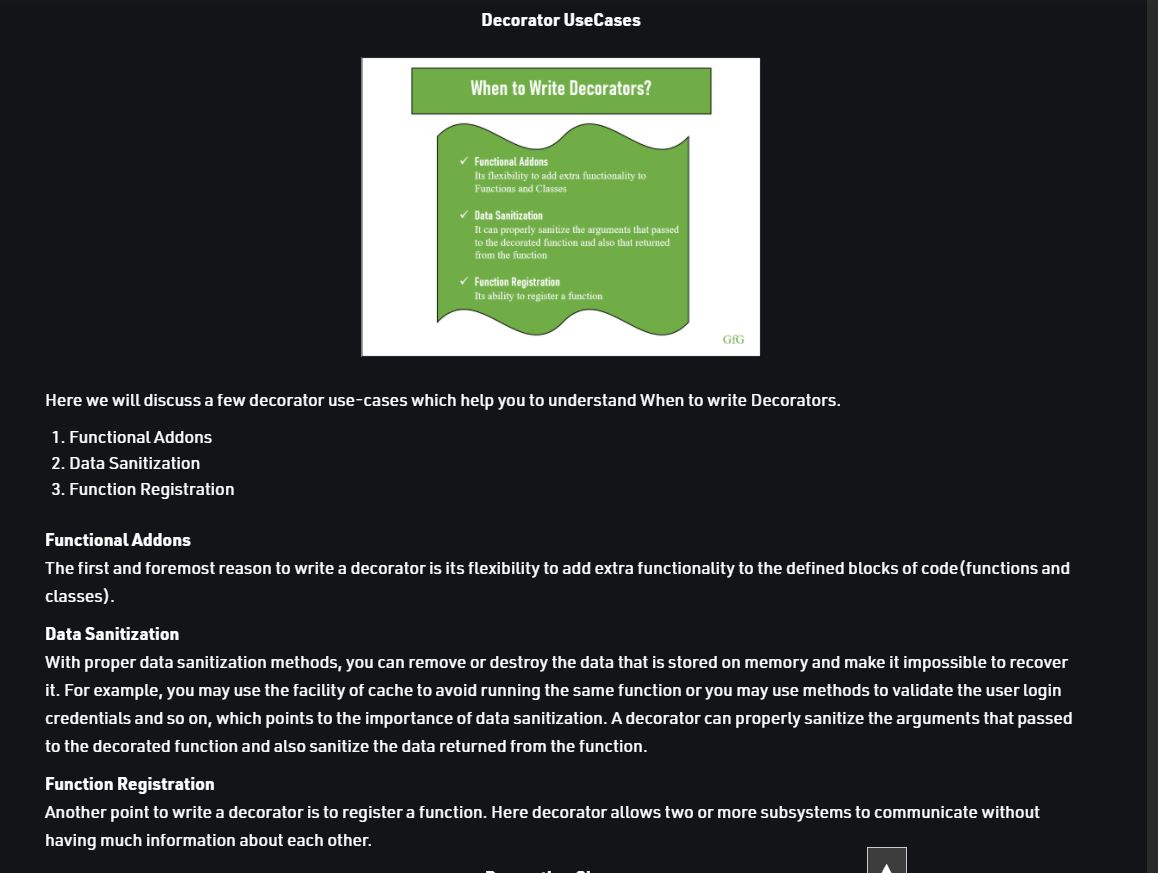 Decorator UseCases
When to Write Decorators?
✓ Functional Addons
Its flexibility to add extra functionality to
Functions and Classes
✓ Data Sanitization
It can properly sanitize the arguments that passed
to the decorated function and also that returned
from the function
✓ Function Registration
Its ability to register a function
GfG
Here we will discuss a few decorator use-cases which help you to understand When to write Decorators.
1. Functional Addons
2. Data Sanitization
3. Function Registration
Functional Addons
The first and foremost reason to write a decorator is its flexibility to add extra functionality to the defined blocks of code(functions and
classes).
Data Sanitization
With proper data sanitization methods, you can remove or destroy the data that is stored on memory and make it impossible to recover
it. For example, you may use the facility of cache to avoid running the same function or you may use methods to validate the user login
credentials and so on, which points to the importance of data sanitization. A decorator can properly sanitize the arguments that passed
to the decorated function and also sanitize the data returned from the function.
Function Registration
Another point to write a decorator is to register a function. Here decorator allows two or more subsystems to communicate without
having much information about each other.